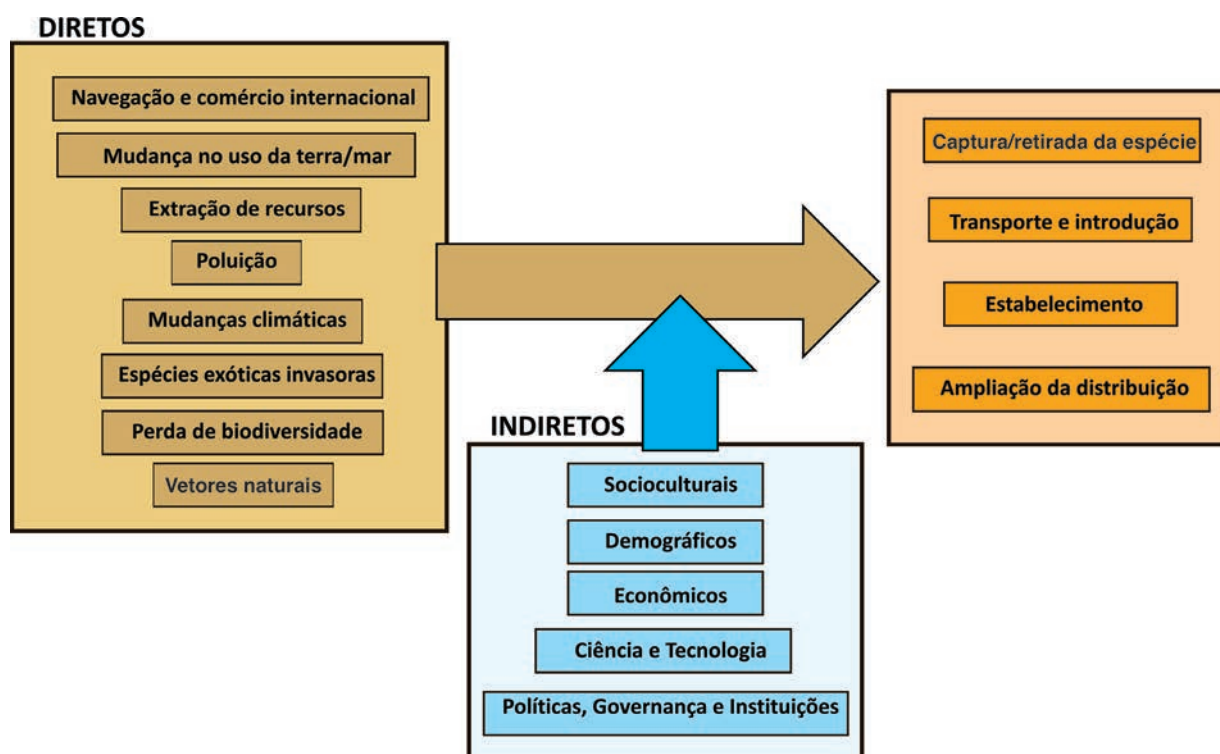 DIRETOS
Navegação e comércio internacional
Mudança no uso da terra/mar
Extração de recursos
Poluição
Mudanças climáticas
Espécies exóticas invasoras
Perda de biodiversidade
Vetores naturais
INDIRETOS
Socioculturais
Demográficos
Econômicos
Ciência e Tecnologia
Políticas, Governança e Instituições
Captura/retirada da espécie
Transporte e introdução
Estabelecimento
Ampliação da distribuição